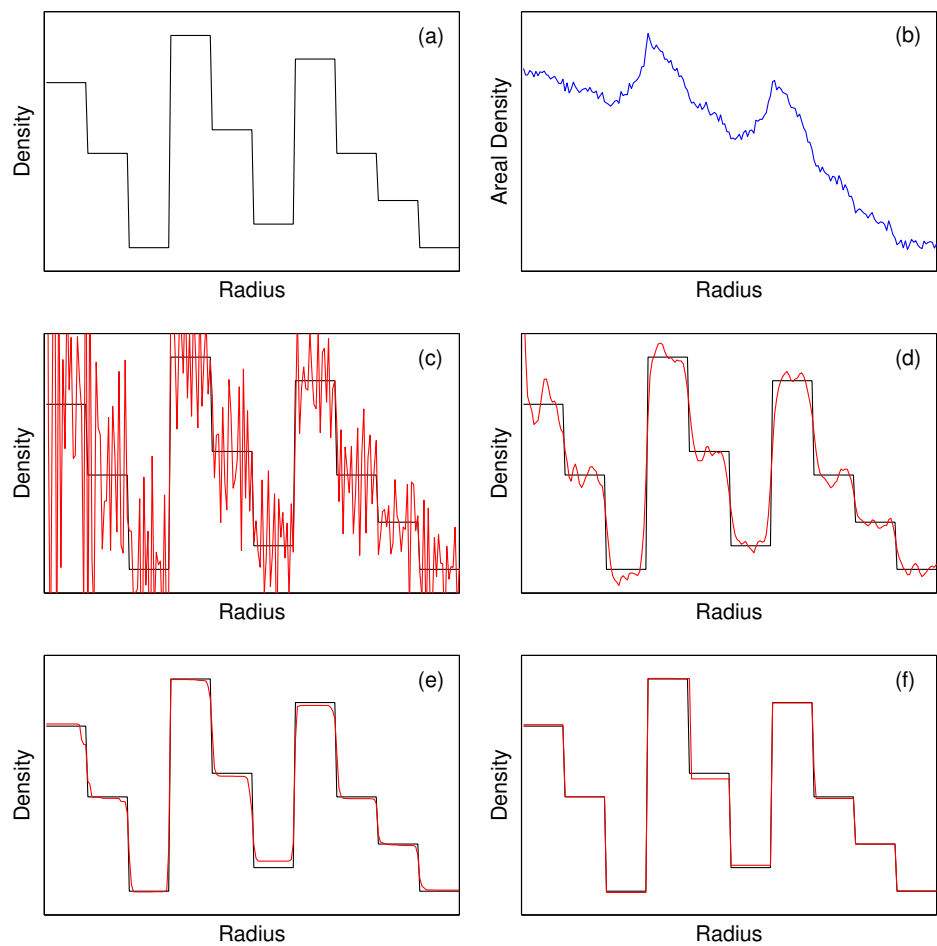 (a)
Density
Radius
(b)
Areal Density
Radius
(c)
Density
Radius
(d)
Density
Radius
(e)
Density
Radius
(f)
Density
Radius